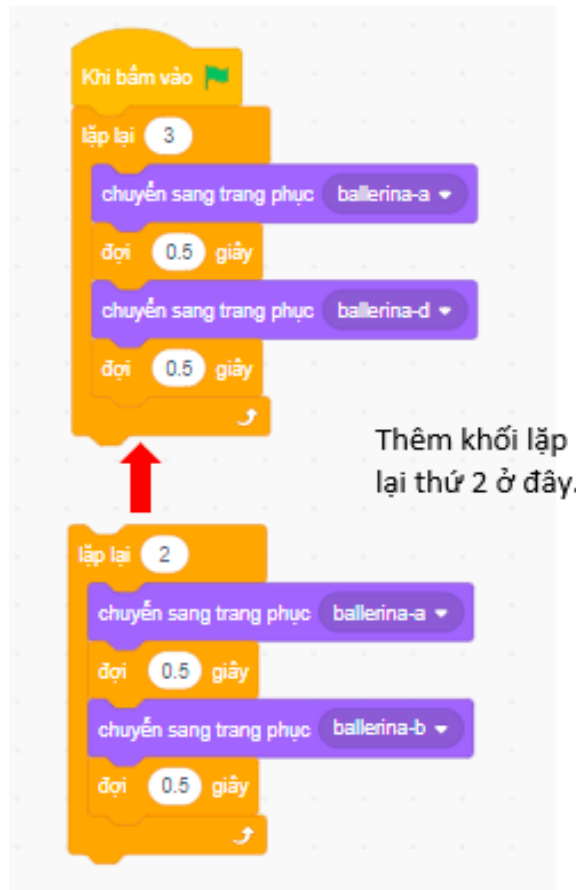 Khi bấm vào
lặp lại 3
chuyển sang trang phục ballerina-a
đợi 0.5 giây
chuyển sang trang phục ballerina-d
đợi 0.5 giây
Thêm khối lặp
lại thứ 2 ở đây.
lặp lại 2
chuyển sang trang phục ballerina-a
đợi 0.5 giây
chuyển sang trang phục ballerina-b
đợi 0.5 giây